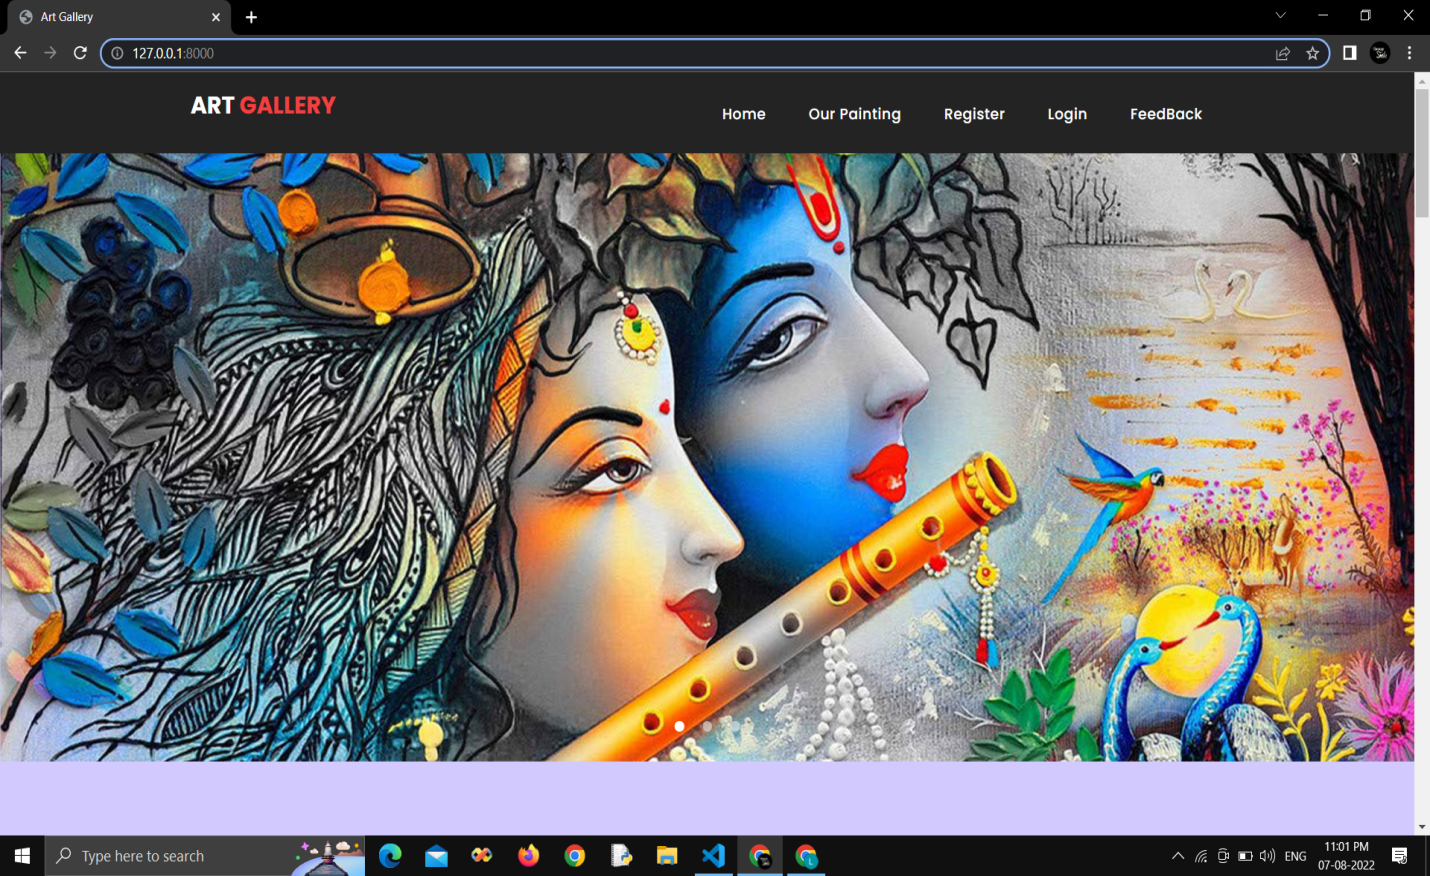 Art Gallery
127.0.0.1:8000
ART GALLERY
Home Our Painting Register Login FeedBack
Type here to search
ENG
11:01 PM
07-08-2022